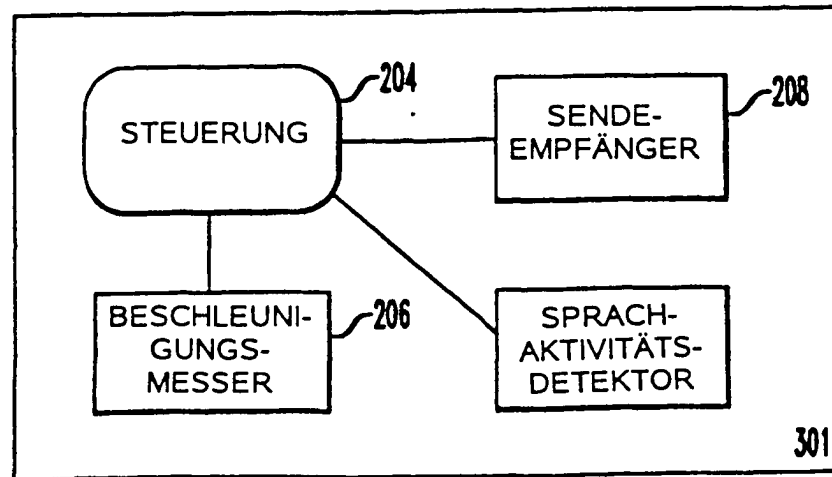 STEUERUNG
204
SENDE-
EMPFÄNGER
208
BESCHLEUNI-
GUNGS-
MESSER
206
SPRACH-
AKTIVITÄTS-
DETEKTOR
301